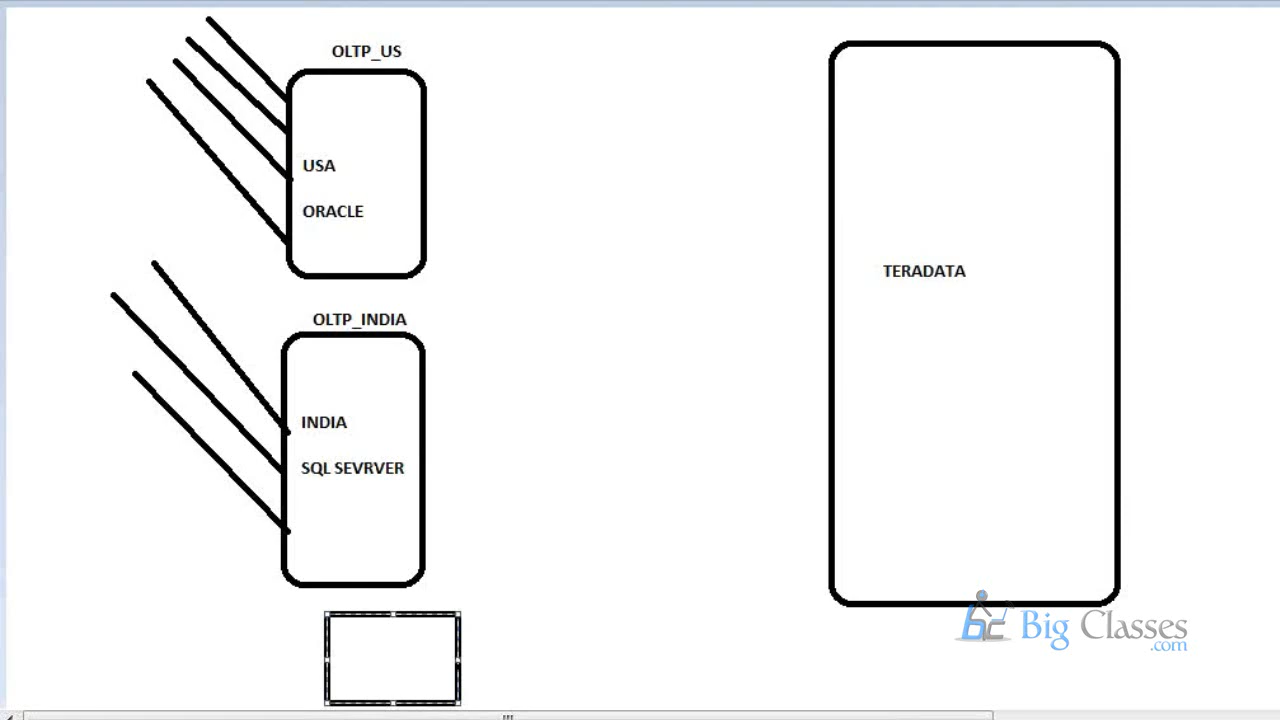 OLTP_US
USA
ORACLE
OLTP_INDIA
INDIA
SQL SEVRVER
TERADATA
Big Classes
.com